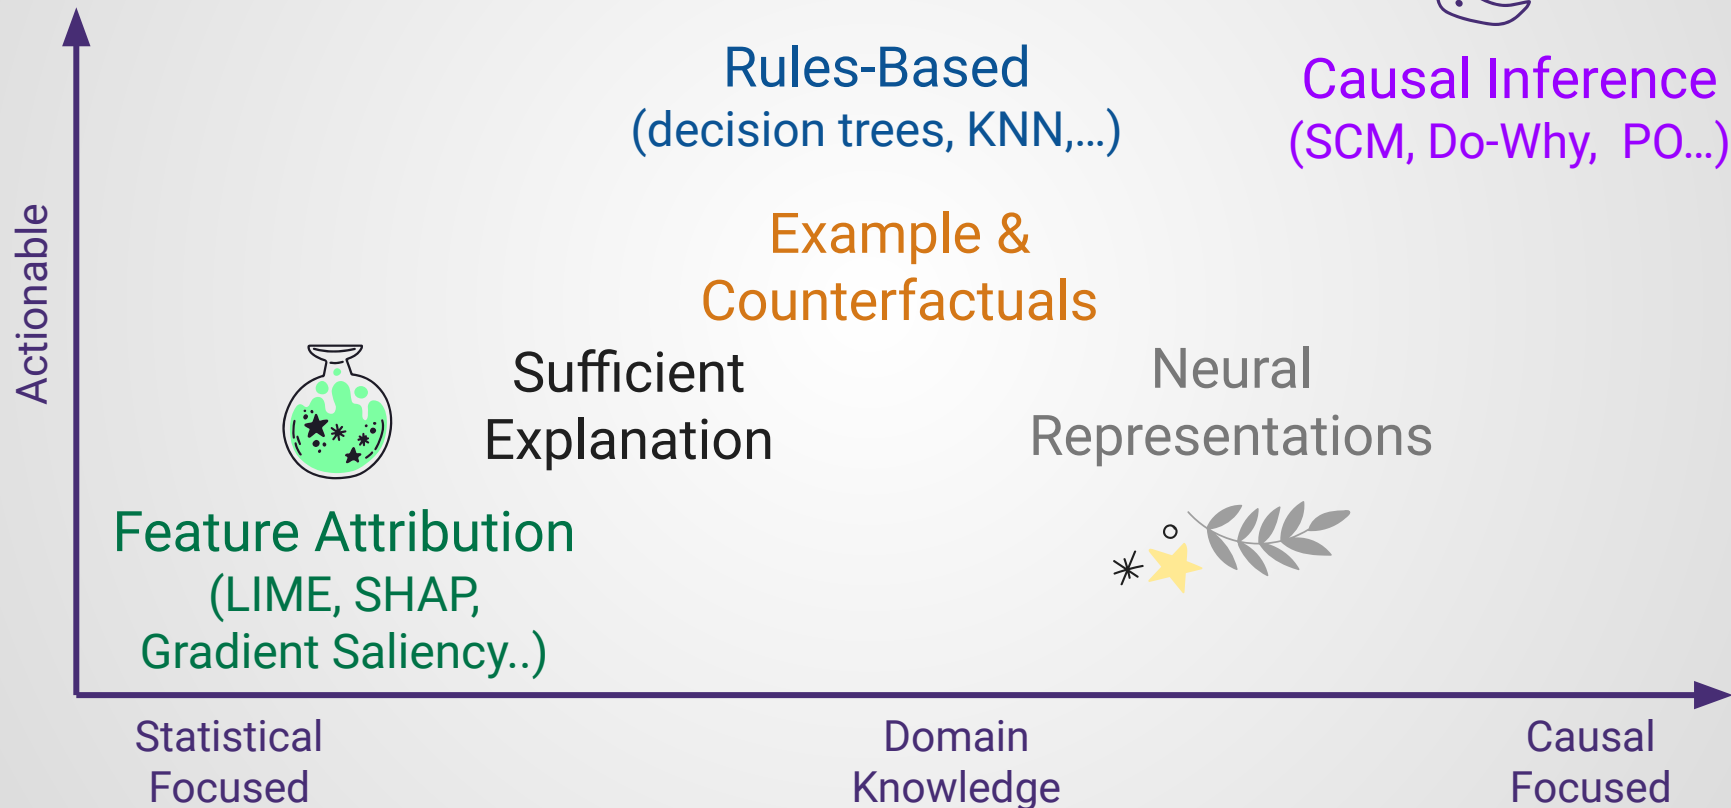 Rules-Based
(decision trees, KNN,...)
Causal Inference
(SCM, Do-Why,  PO...)
Actionable
Example &
Counterfactuals
Sufficient
Explanation
Neural
Representations
Feature Attribution
(LIME, SHAP,
Gradient Saliency..)
Statistical
Focused
Domain
Knowledge
Causal
Focused